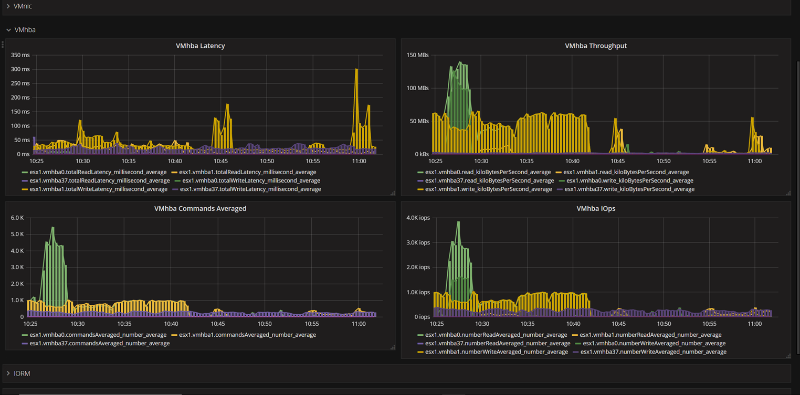 VMnic
VMhba
VMhba Latency
350 ms
300 ms
250 ms
200 ms
150 ms
100 ms
50 ms
0 ms
10:25 10:30 10:35 10:40 10:45 10:50 10:55 11:00
esx1.vmhba0.totalReadLatency_millisecond_average esx1.vmhba1.totalReadLatency_millisecond_average
esx1.vmhba37.totalReadLatency_millisecond_average esx1.vmhba0.totalWriteLatency_millisecond_average
esx1.vmhba1.totalWriteLatency_millisecond_average esx1.vmhba37.totalWriteLatency_millisecond_average
VMhba Throughput
150 MBs
100 MBs
50 MBs
0 kBs
10:25 10:30 10:35 10:40 10:45 10:50 10:55 11:00
esx1.vmhba0.read_kiloBytesPerSecond_average esx1.vmhba1.read_kiloBytesPerSecond_average
esx1.vmhba37.read_kiloBytesPerSecond_average esx1.vmhba0.write_kiloBytesPerSecond_average
esx1.vmhba1.write_kiloBytesPerSecond_average esx1.vmhba37.write_kiloBytesPerSecond_average
VMhba Commands Averaged
6.0 K
5.0 K
4.0 K
3.0 K
2.0 K
1.0 K
0
10:25 10:30 10:35 10:40 10:45 10:50 10:55 11:00
esx1.vmhba0.commandsAveraged_number_average esx1.vmhba1.commandsAveraged_number_average
esx1.vmhba37.commandsAveraged_number_average
VMhba IOps
4.0K iops
3.0K iops
2.0K iops
1.0K iops
0 iops
10:25 10:30 10:35 10:40 10:45 10:50 10:55 11:00
esx1.vmhba0.numberReadAveraged_number_average esx1.vmhba1.numberReadAveraged_number_average
esx1.vmhba37.numberReadAveraged_number_average esx1.vmhba0.numberWriteAveraged_number_average
esx1.vmhba1.numberWriteAveraged_number_average esx1.vmhba37.numberWriteAveraged_number_average
IORM